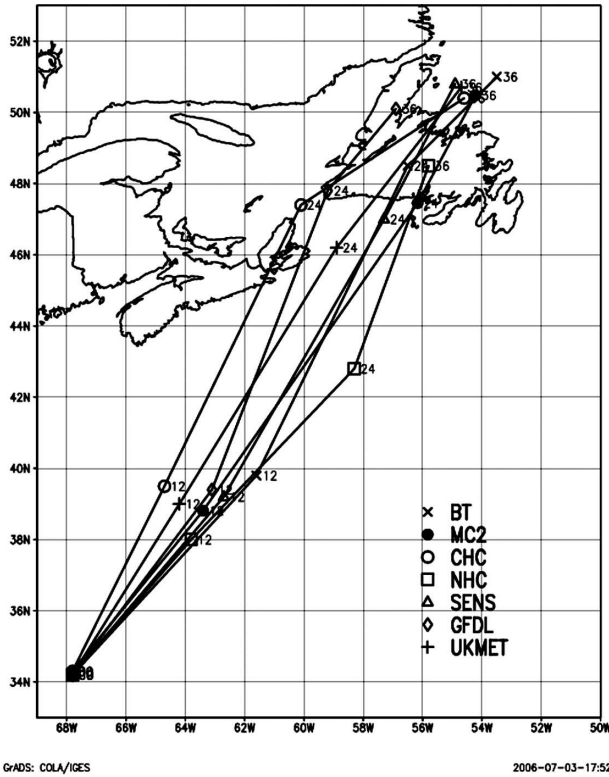 52N
50N
48N
46N
44N
42N
40N
38N
36N
34N
36
36
36
36
24
24
24
36
24
24
24
12
12
12
12
12
BT
MC2
CHC
NHC
SENS
GFDL
UKMET
68W 66W 64W 62W 60W 58W 56W 54W 52W 50W
GrADS: COLA/IGES 2006-07-03-17:52